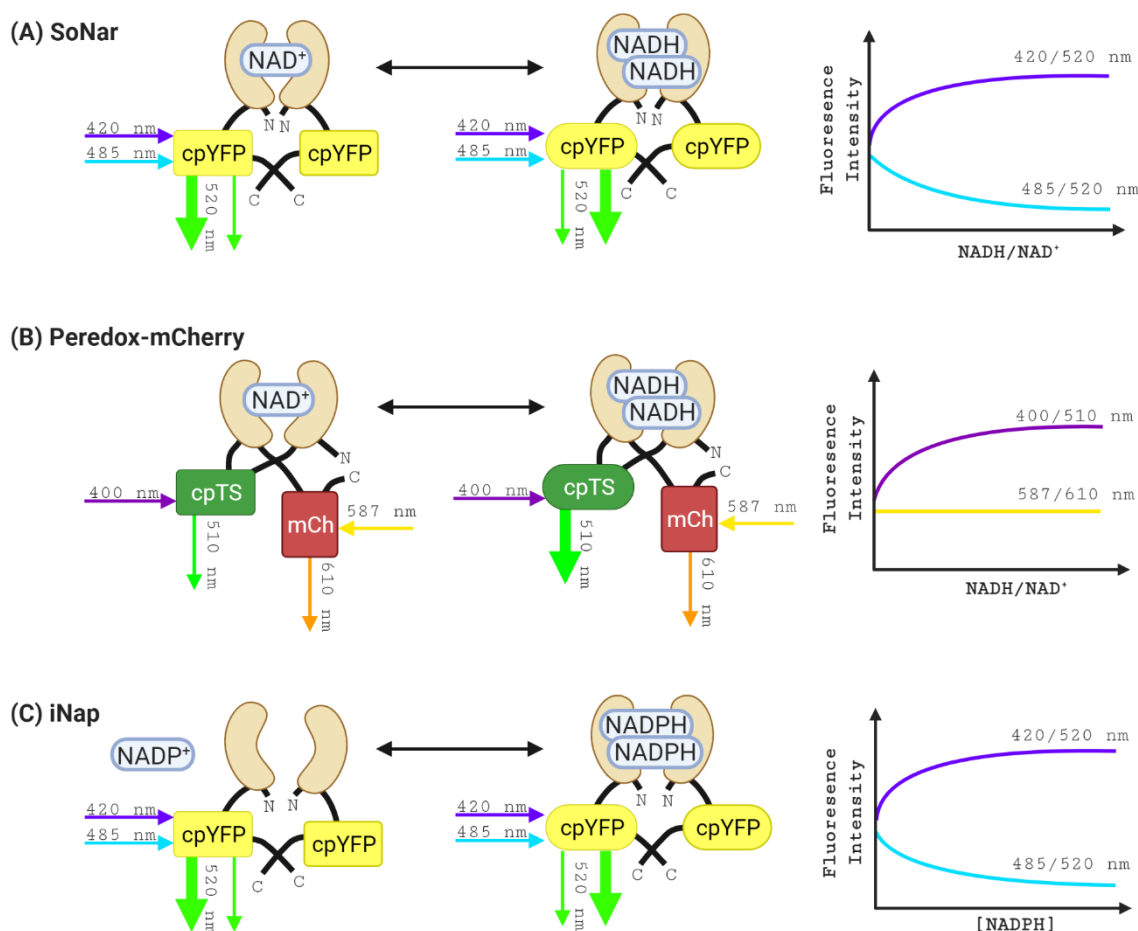 (A) SoNar
NAD⁺
NADH
NADH
N N
N N
420 nm
485 nm
cpYFP
cpYFP
420 nm
485 nm
cpYFP
cpYFP
520 nm
C
C
520 nm
C
C
Fluoresence
Intensity
420/520 nm
485/520 nm
NADH/NAD⁺
(B) Peredox-mCherry
NAD⁺
NADH
NADH
N
C
N
C
400 nm
cpTS
mCh
587 nm
400 nm
cpTS
mCh
587 nm
510 nm
610 nm
510 nm
610 nm
Fluoresence
Intensity
400/510 nm
587/610 nm
NADH/NAD⁺
(C) iNap
NADP⁺
NADPH
NADPH
N N
N N
420 nm
485 nm
cpYFP
cpYFP
420 nm
485 nm
cpYFP
cpYFP
520 nm
C
C
520 nm
C
C
Fluoresence
Intensity
420/520 nm
485/520 nm
[NADPH]